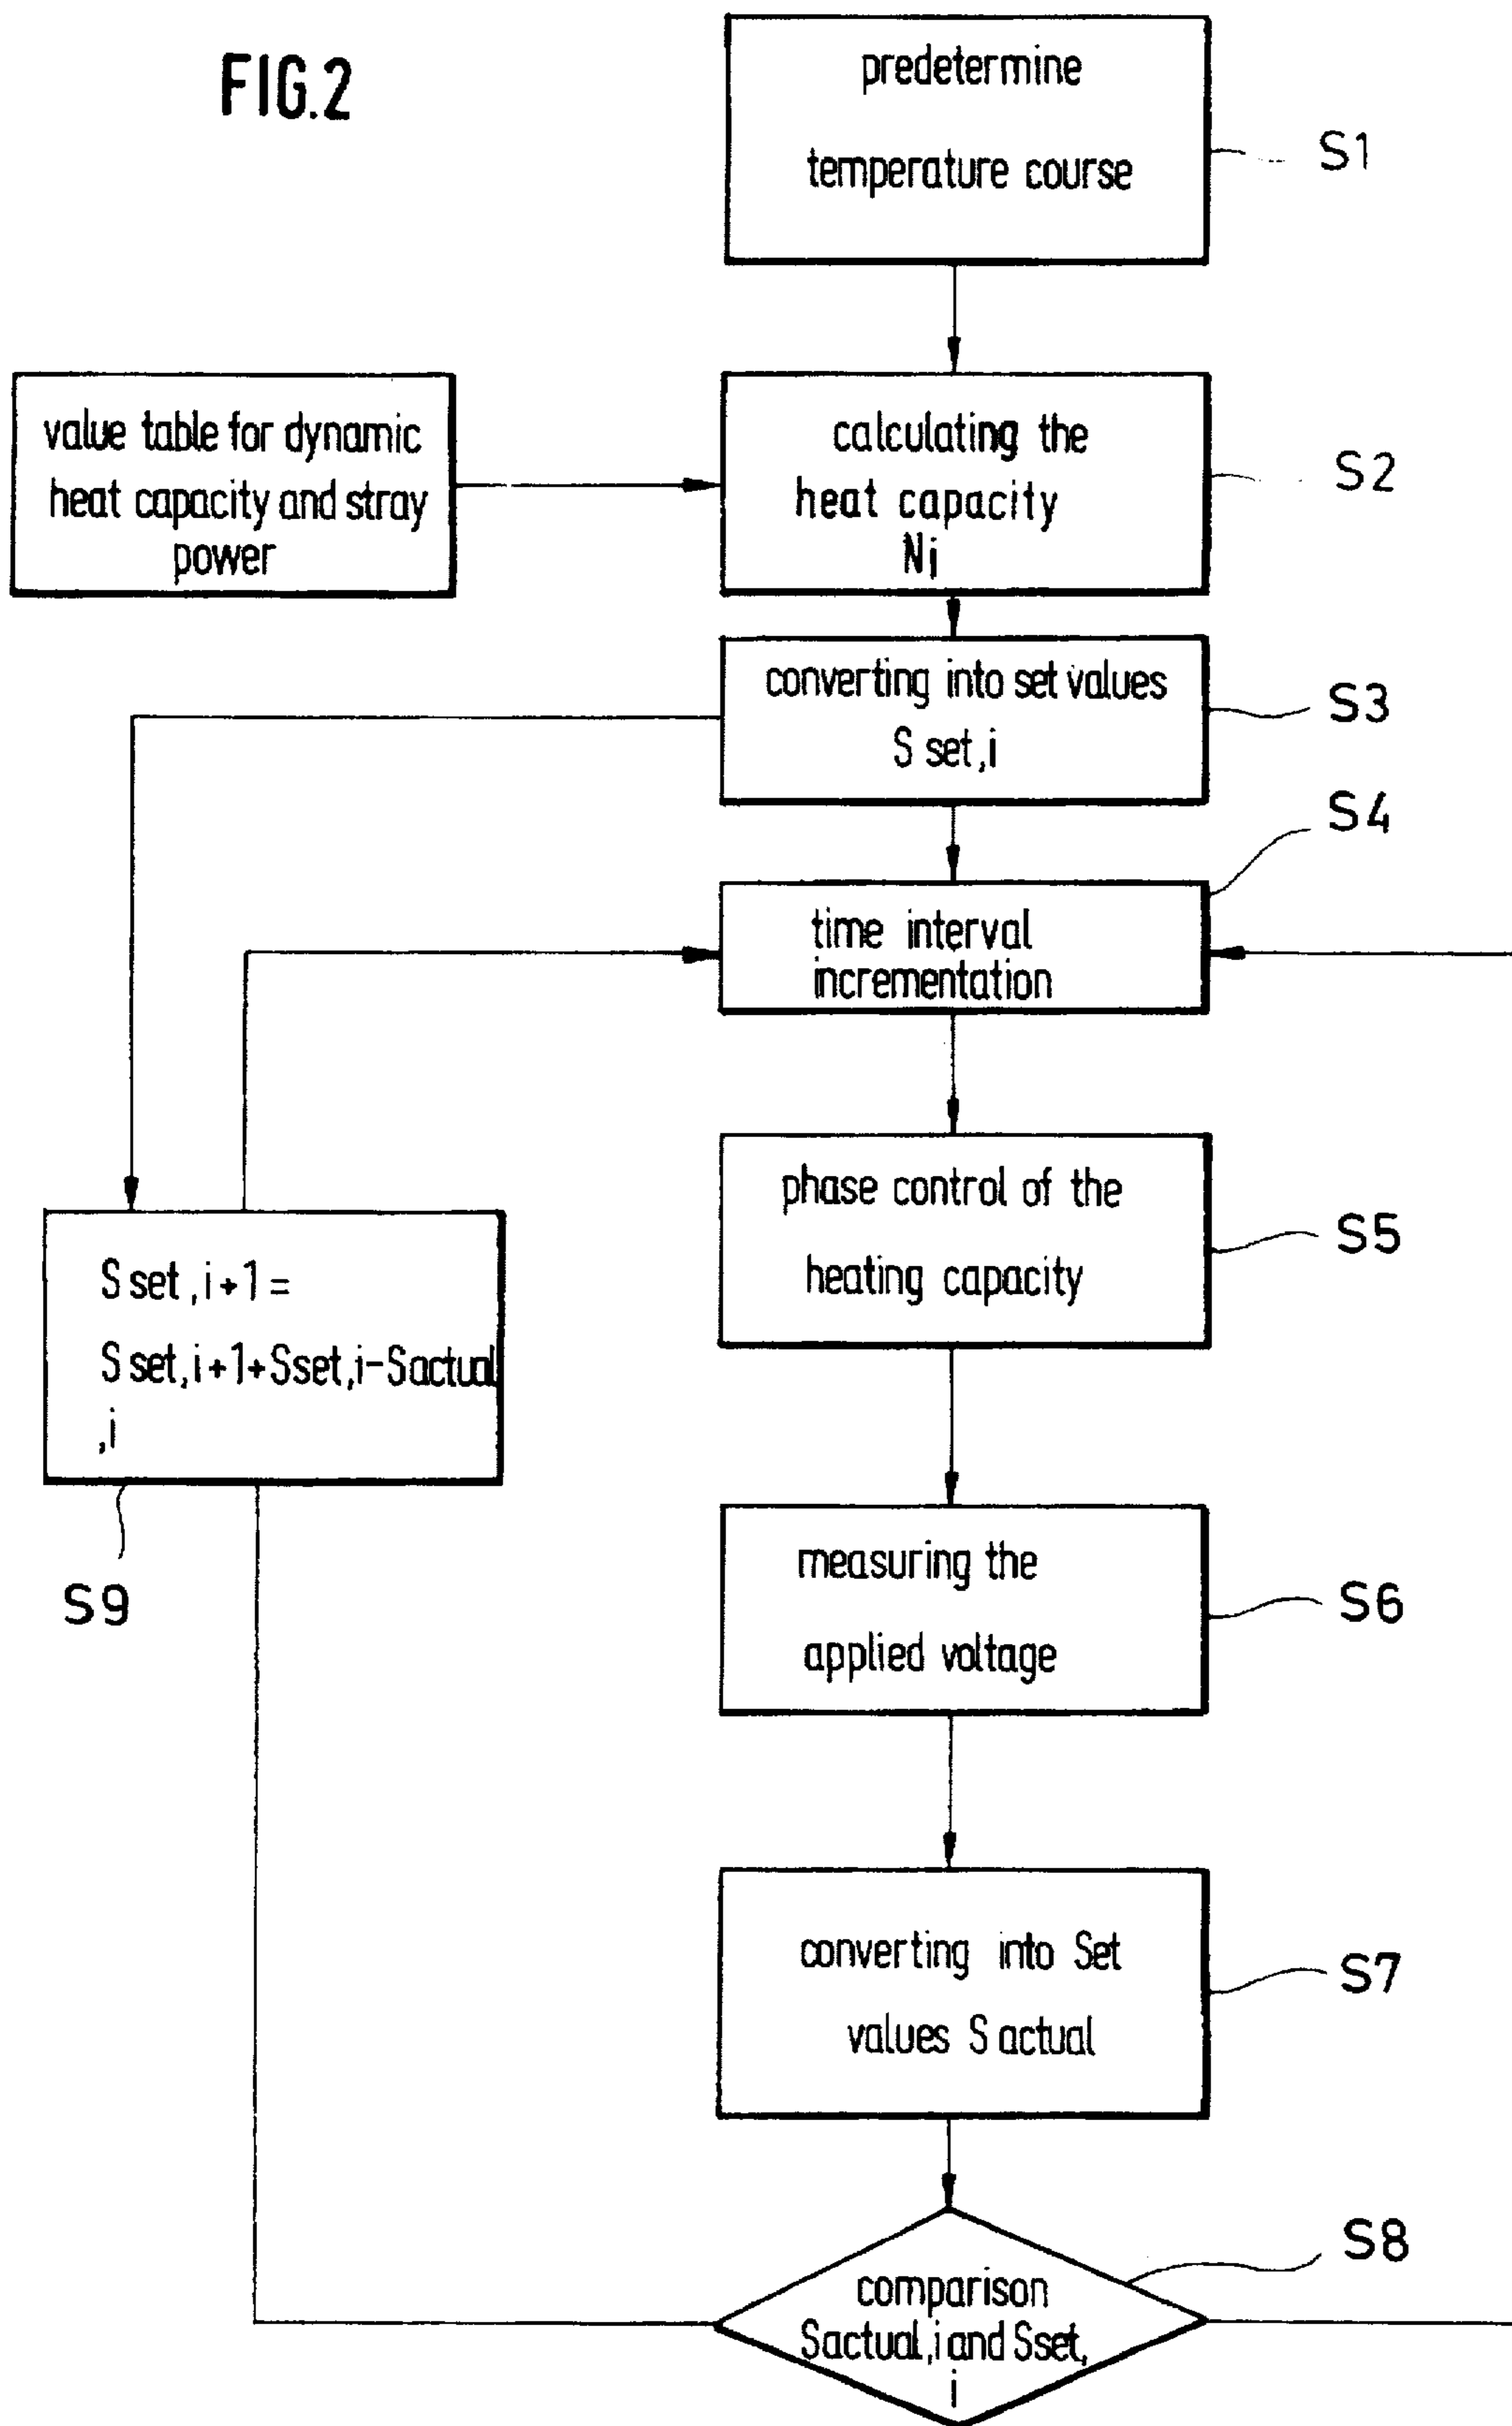 FIG.2
predetermine
temperature course
S1
value table for dynamic
heat capacity and stray
power
calculating the
heat capacity
Ni
S2
converting into set values
S set,i
S3
S4
time interval
incrementation
phase control of the
heating capacity
S5
S set,i+1=
S set,i+1+Sset,i-Sactual
,i
S9
measuring the
applied voltage
S6
converting into Set
values S actual
S7
comparison
Sactual,i and Sset,
i
S8